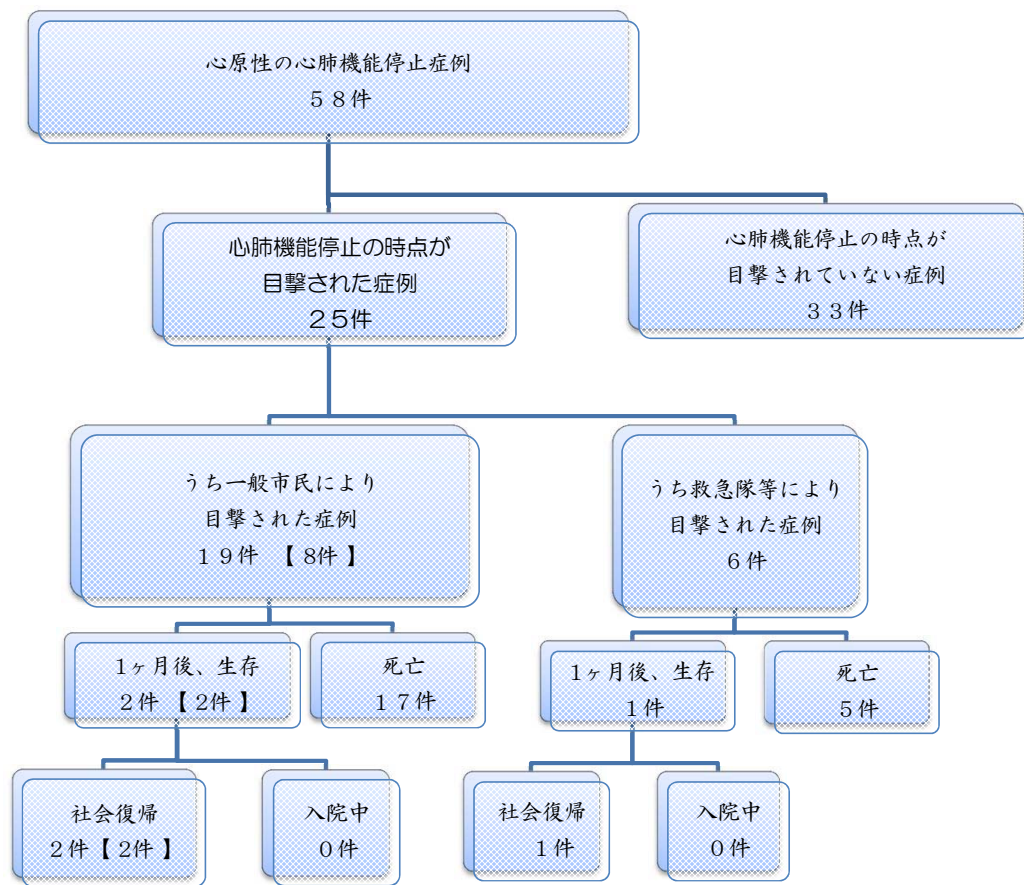 心原性の心肺機能停止症例
５８件
心肺機能停止の時点が
目撃された症例
２５件
心肺機能停止の時点が
目撃されていない症例
３３件
うち一般市民により
目撃された症例
１９件 【 8件 】
うち救急隊等により
目撃された症例
６件
１ヶ月後、生存
２件 【 2件 】
死亡
１７件
１ヶ月後、生存
１件
死亡
５件
社会復帰
２件【 2件 】
入院中
０件
社会復帰
１件
入院中
０件